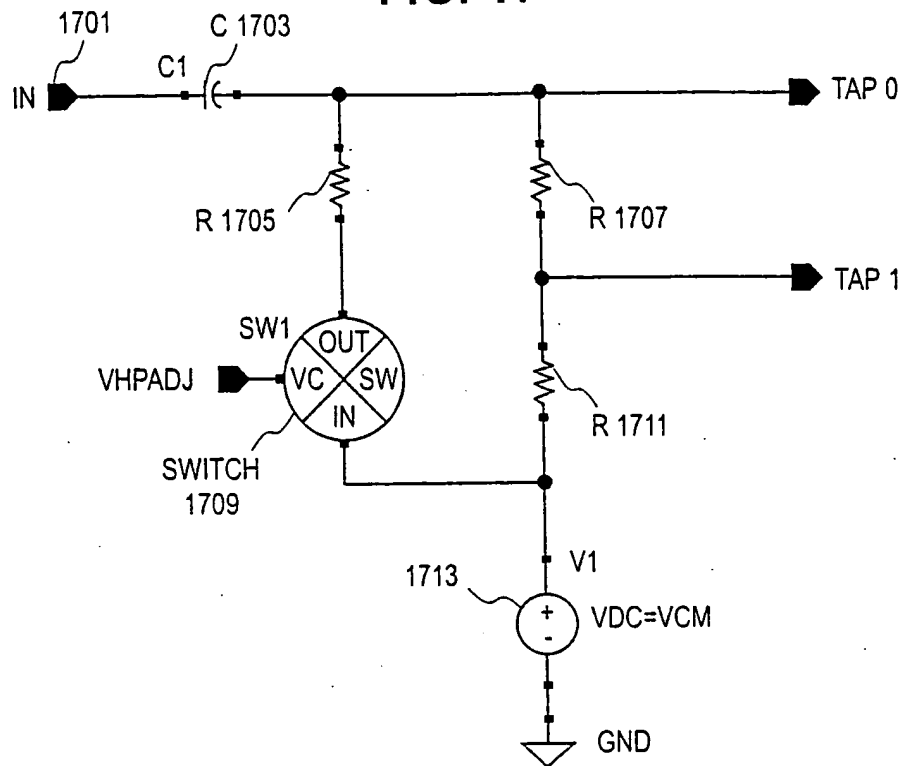 1701
C 1703
C1
IN
TAP 0
R 1705
R 1707
TAP 1
SW1
OUT
VC
SW
IN
VHPADJ
R 1711
SWITCH
1709
V1
1713
+
-
VDC=VCM
GND